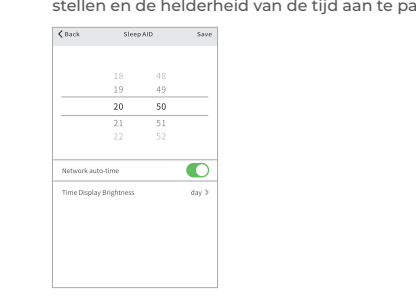 stellen en de helderheid van de tijd aan te pa
Back Sleep AID Save
18 48
19 49
20 50
21 51
22 52
Network auto-time
Time Display Brightness day >